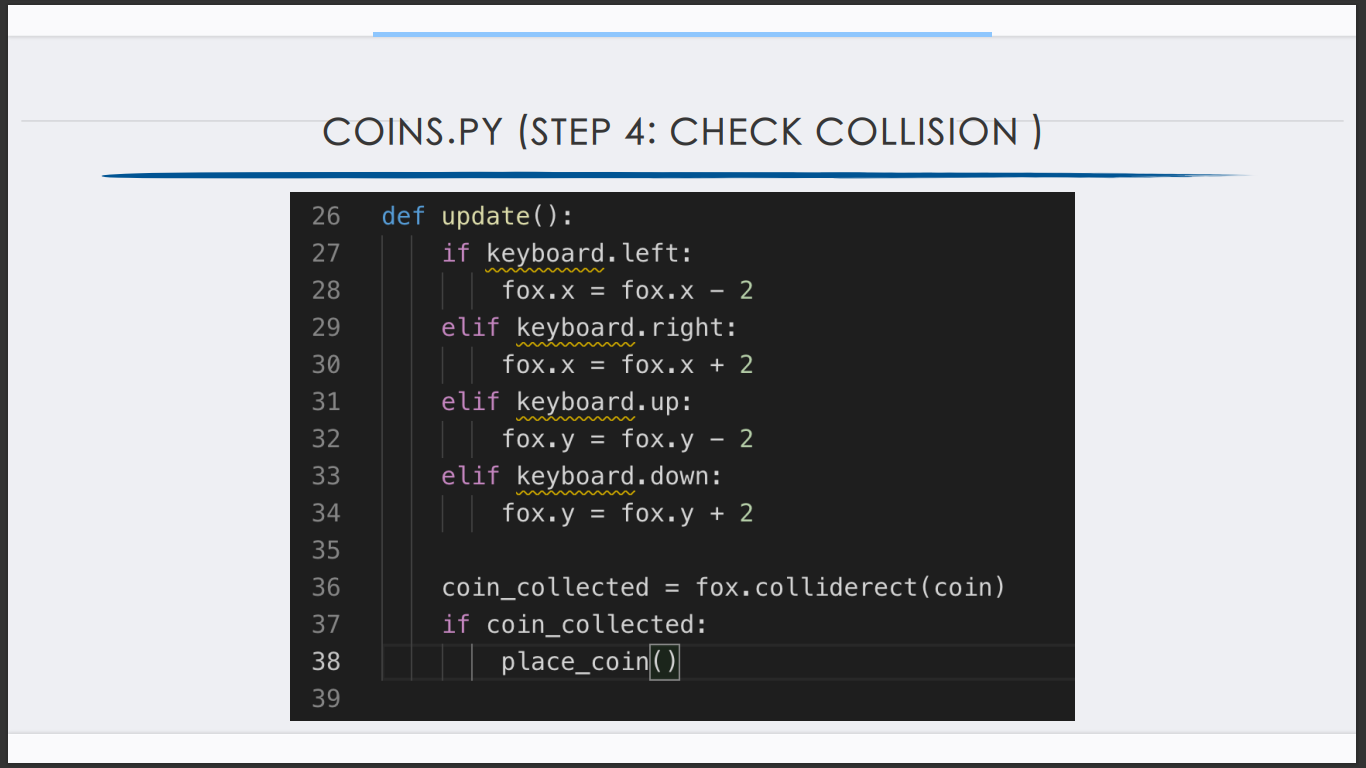 COINS.PY (STEP 4: CHECK COLLISION )
26 def update():
27 if keyboard.left:
28 fox.x = fox.x - 2
29 elif keyboard.right:
30 fox.x = fox.x + 2
31 elif keyboard.up:
32 fox.y = fox.y - 2
33 elif keyboard.down:
34 fox.y = fox.y + 2
35
36 coin_collected = fox.colliderect(coin)
37 if coin_collected:
38 place_coin()
39